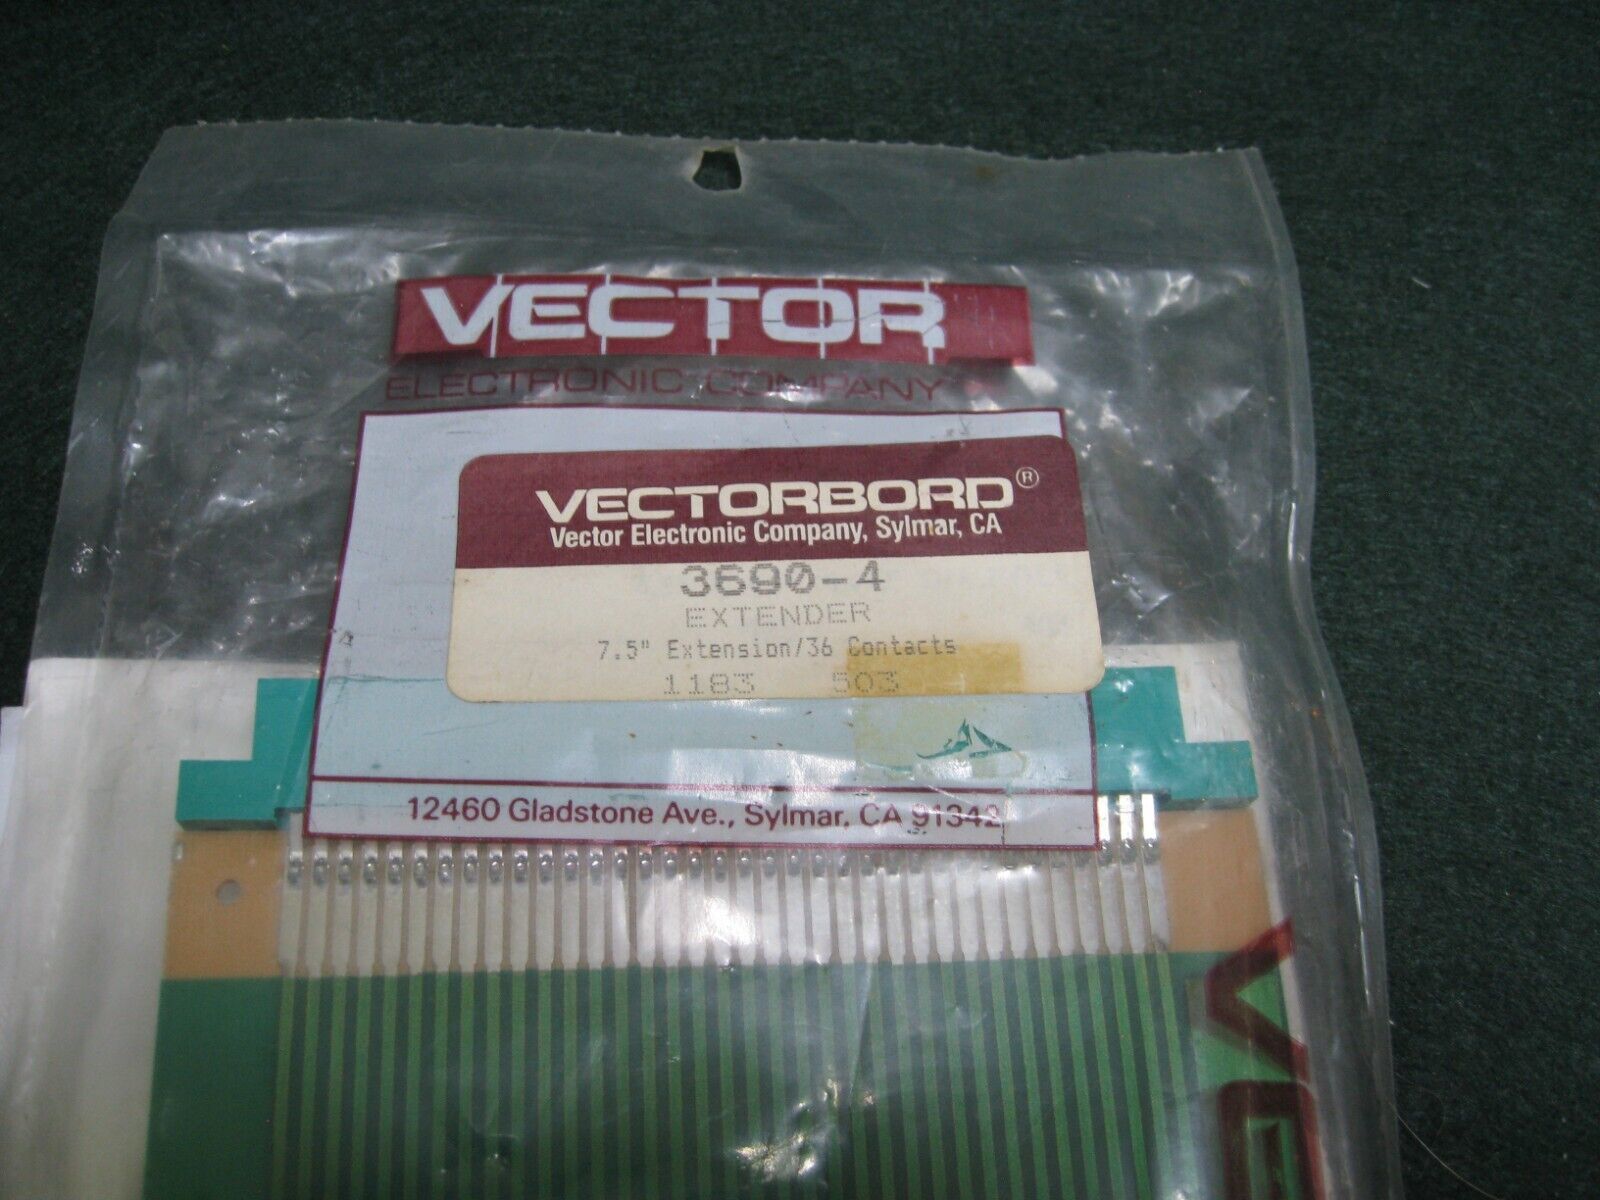 VECTOR
ELECTRONIC COMPANY
VECTORBORD®
Vector Electronic Company, Sylmar, CA
3690-4
EXTENDER
7.5" Extension/36 Contacts
1183 503
12460 Gladstone Ave., Sylmar, CA 91342
VE